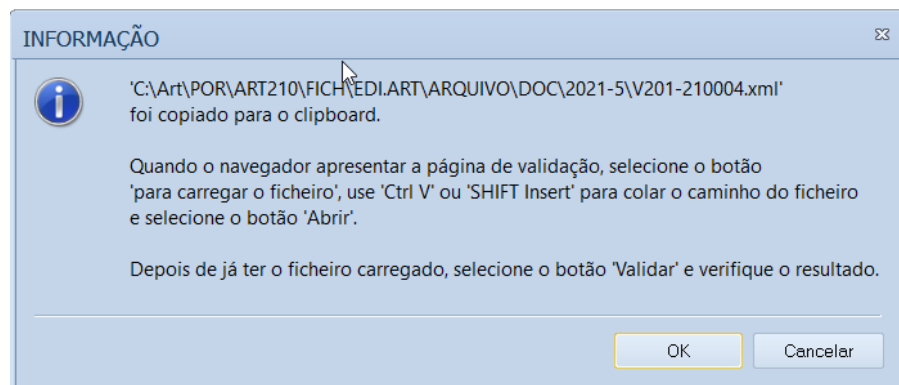 INFORMAÇÃO
'C:\Art\POR\ART210\FICH\EDI.ART\ARQUIVO\DOC\2021-5\V201-210004.xml'
foi copiado para o clipboard.
Quando o navegador apresentar a página de validação, selecione o botão
'para carregar o ficheiro', use 'Ctrl V' ou 'SHIFT Insert' para colar o caminho do ficheiro
e selecione o botão 'Abrir'.
Depois de já ter o ficheiro carregado, selecione o botão 'Validar' e verifique o resultado.
OK
Cancelar